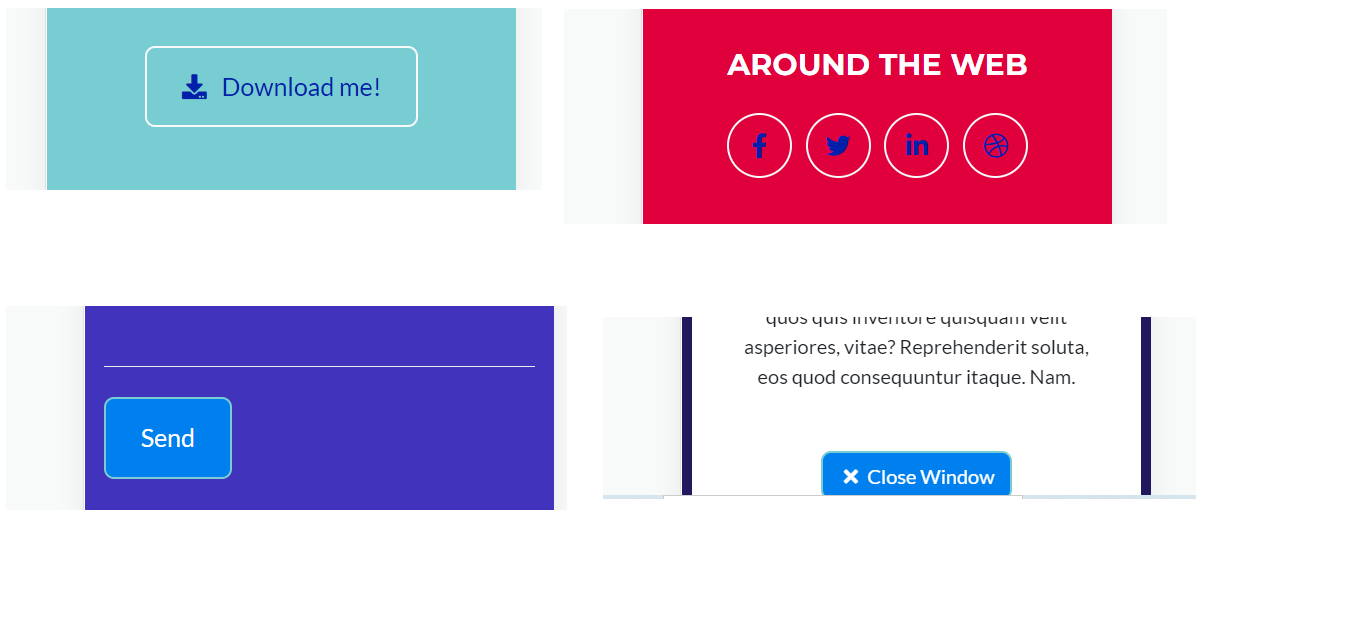 Download me!
AROUND THE WEB
Send
quos quis inventore quisquam velit
asperiores, vitae? Reprehenderit soluta,
eos quod consequuntur itaque. Nam.
Close Window